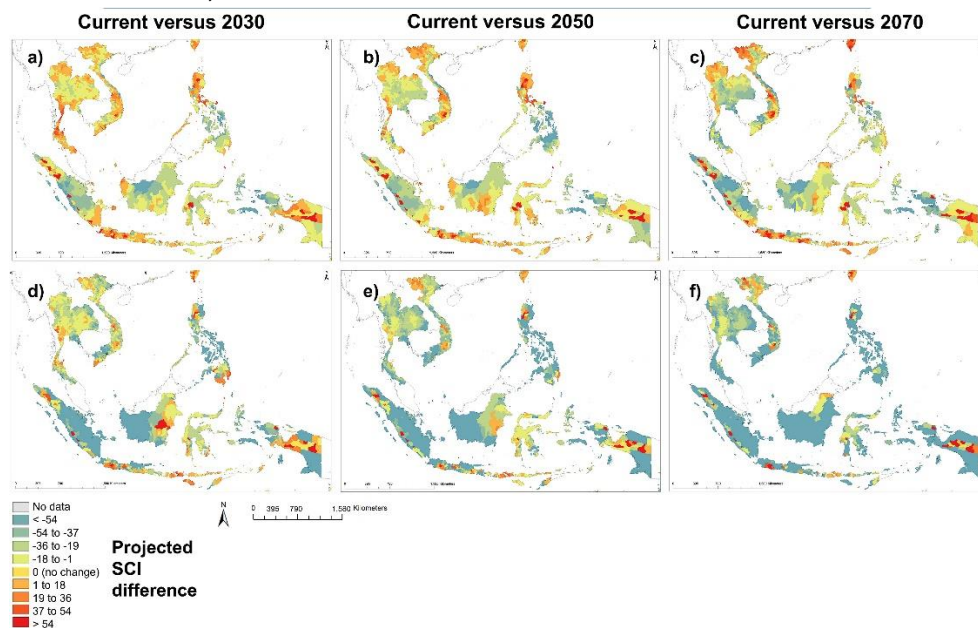 Current versus 2030
Current versus 2050
Current versus 2070
a)
b)
c)
d)
e)
f)
No data
< -54
-54 to -37
-36 to -19
-18 to -1
0 (no change)
1 to 18
19 to 36
37 to 54
> 54
Projected
SCI
difference
N
0 395 790 1,580 Kilometers